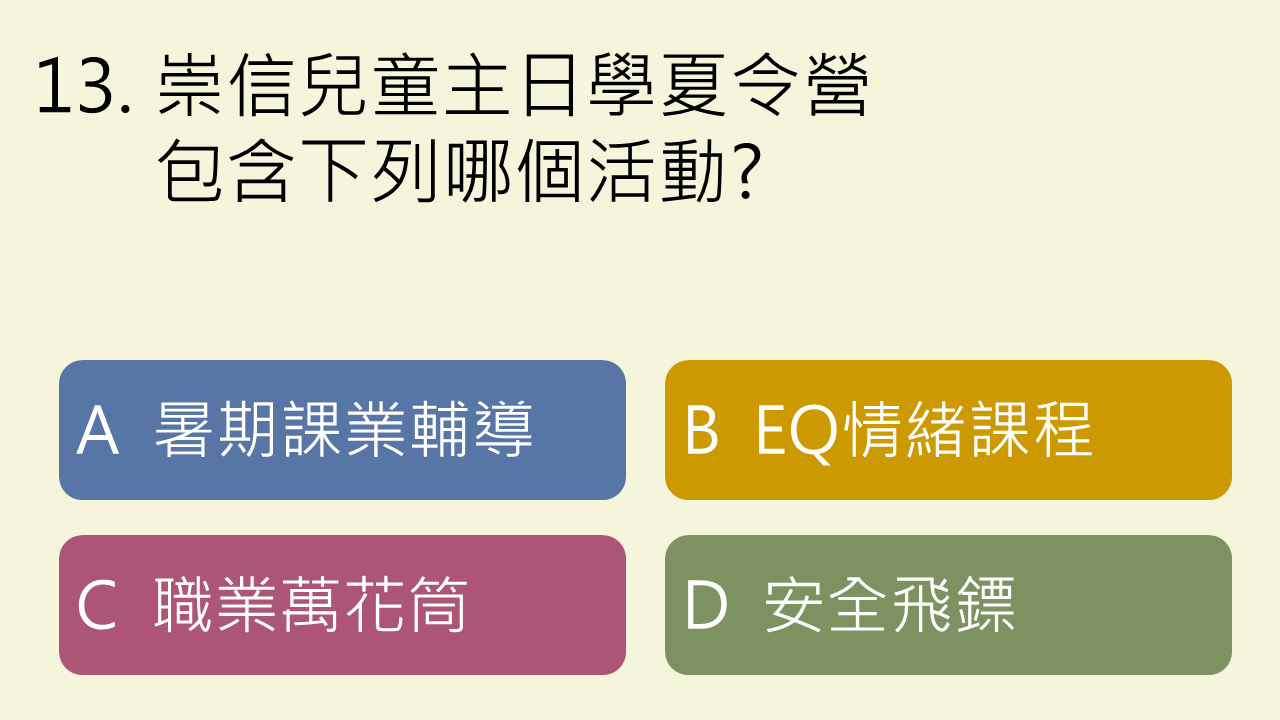 13. 崇信兒童主日學夏令營
包含下列哪個活動?
A 暑期課業輔導
B EQ情緒課程
C 職業萬花筒
D 安全飛鏢